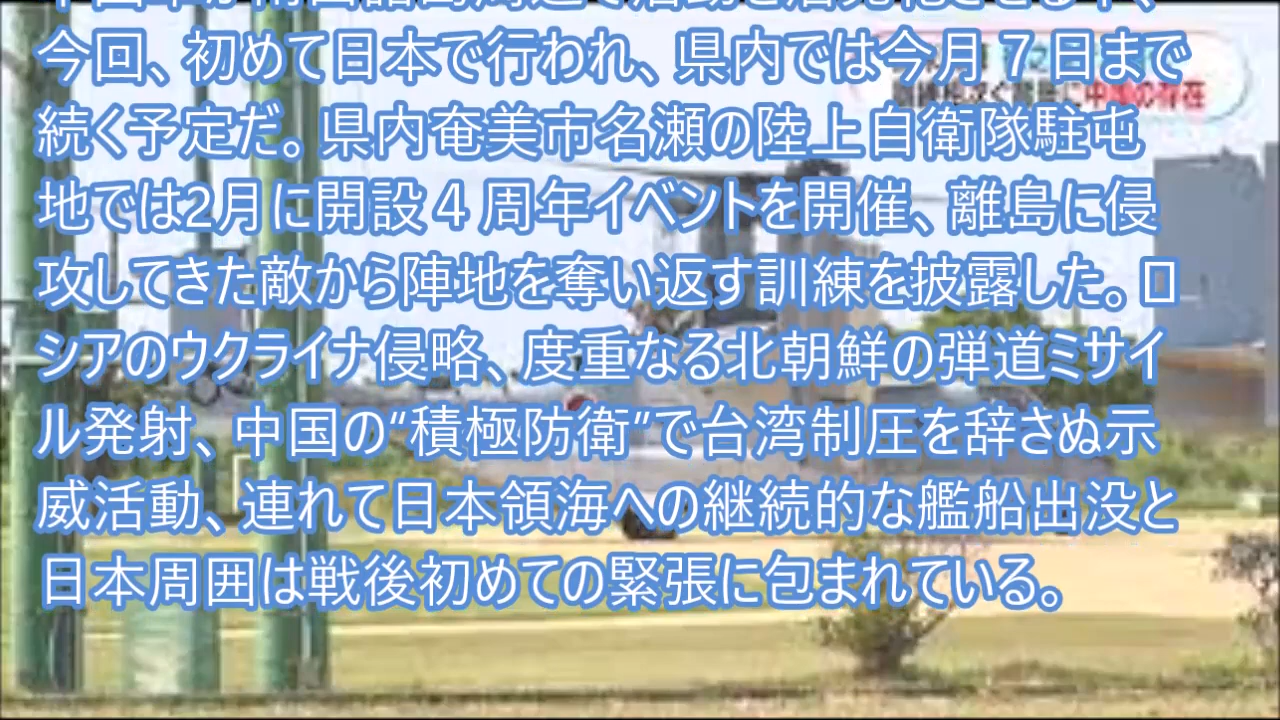 今回、初めて日本で行われ、県内では今月７日まで
続く予定だ。県内奄美市名瀬の陸上自衛隊駐屯
地では2月に開設４周年イベントを開催、離島に侵
攻してきた敵から陣地を奪い返す訓練を披露した。ロ
シアのウクライナ侵略、度重なる北朝鮮の弾道ミサイ
ル発射、中国の“積極防衛”で台湾制圧を辞さぬ示
威活動、連れて日本領海への継続的な艦船出没と
日本周囲は戦後初めての緊張に包まれている。
中国の存在